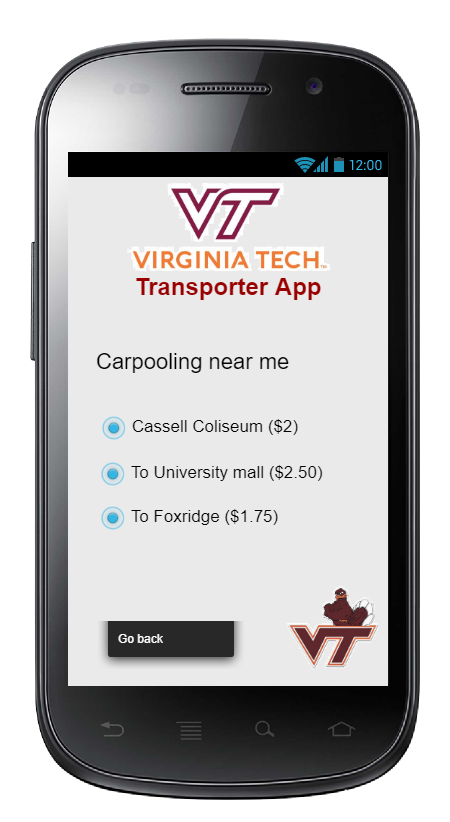 12:00
VT
VIRGINIA TECH™
Transporter App
Carpooling near me
Cassell Coliseum ($2)
To University mall ($2.50)
To Foxridge ($1.75)
Go back
VT